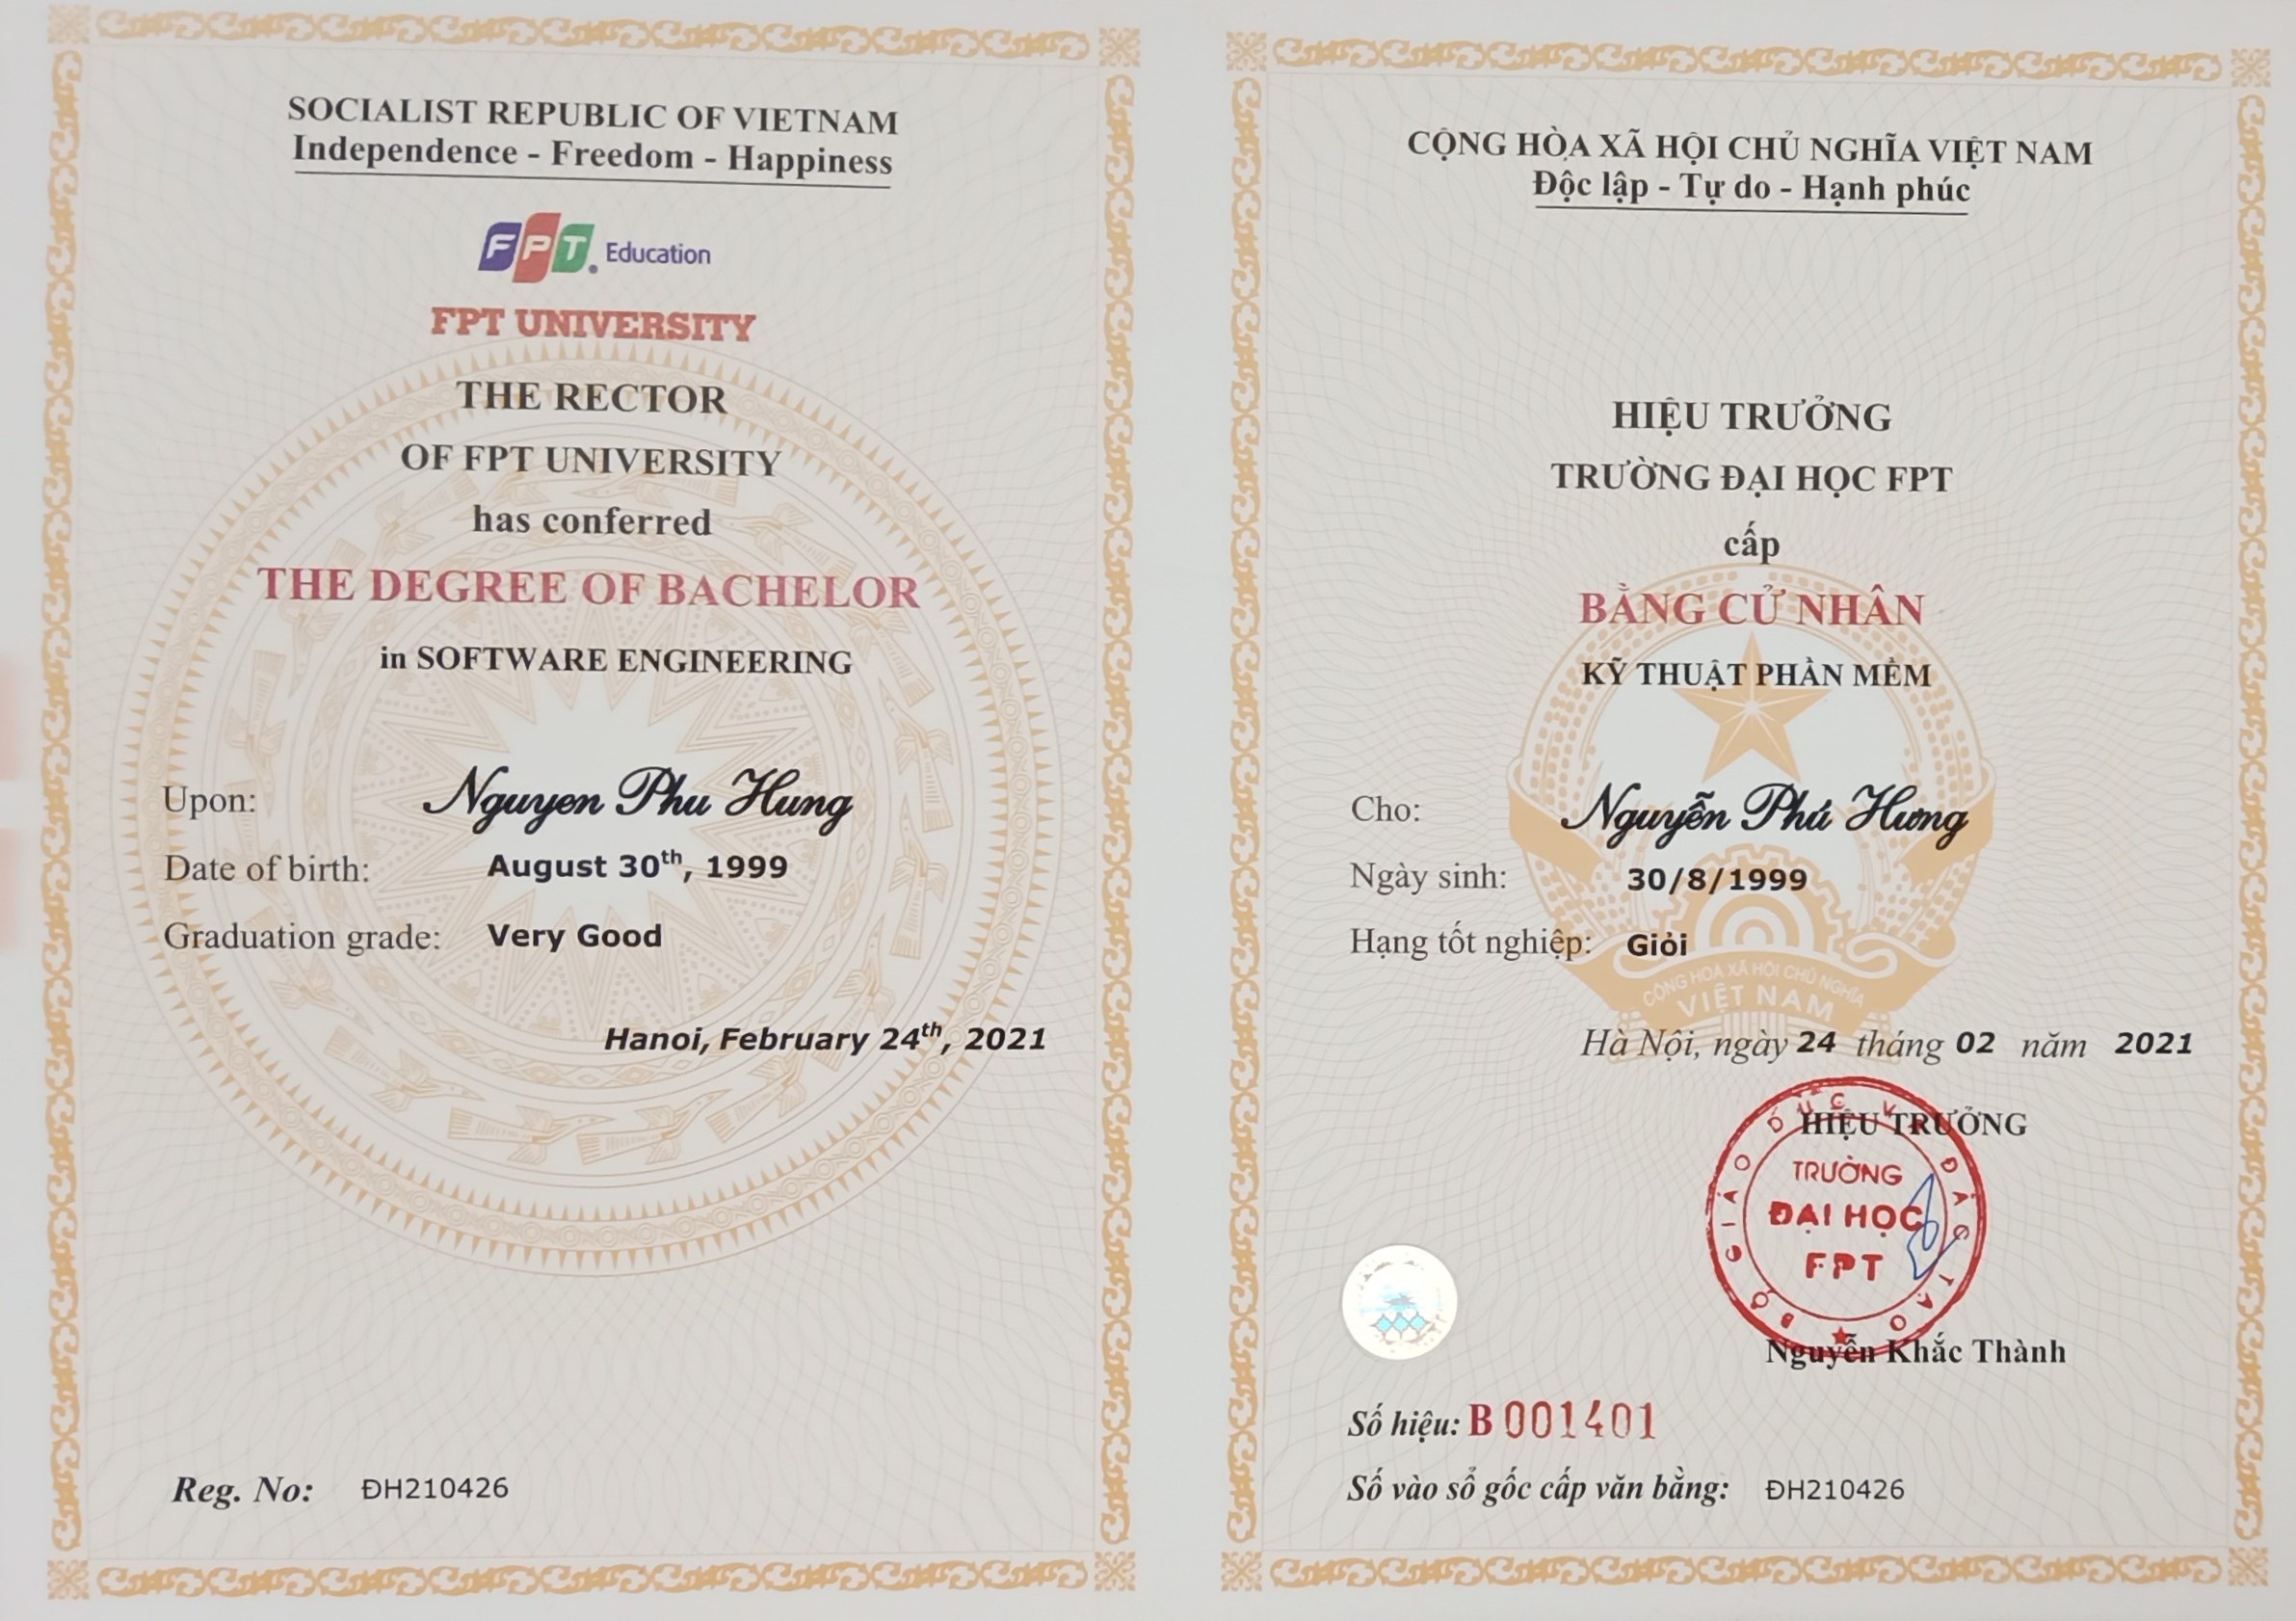 SOCIALIST REPUBLIC OF VIETNAM
Independence - Freedom - Happiness
FPT Education
FPT UNIVERSITY
THE RECTOR
OF FPT UNIVERSITY
has conferred
THE DEGREE OF BACHELOR
in SOFTWARE ENGINEERING
Upon: Nguyen Phu Hung
Date of birth: August 30th, 1999
Graduation grade: Very Good
Hanoi, February 24th, 2021
Reg. No: ĐH210426
CỘNG HÒA XÃ HỘI CHỦ NGHĨA VIỆT NAM
Độc lập - Tự do - Hạnh phúc
HIỆU TRƯỞNG
TRƯỜNG ĐẠI HỌC FPT
cấp
BẰNG CỬ NHÂN
KỸ THUẬT PHẦN MỀM
Cho: Nguyễn Phú Hưng
Ngày sinh: 30/8/1999
Hạng tốt nghiệp: Giỏi
CỘNG HOÀ XÃ HỘI CHỦ NGHĨA
VIỆT NAM
Hà Nội, ngày 24 tháng 02 năm 2021
HIỆU TRƯỞNG
BỘ GIÁO DỤC VÀ ĐÀO TẠO
TRƯỜNG
ĐẠI HỌC
FPT
Nguyễn Khắc Thành
Số hiệu: B 001401
Số vào sổ gốc cấp văn bằng: ĐH210426